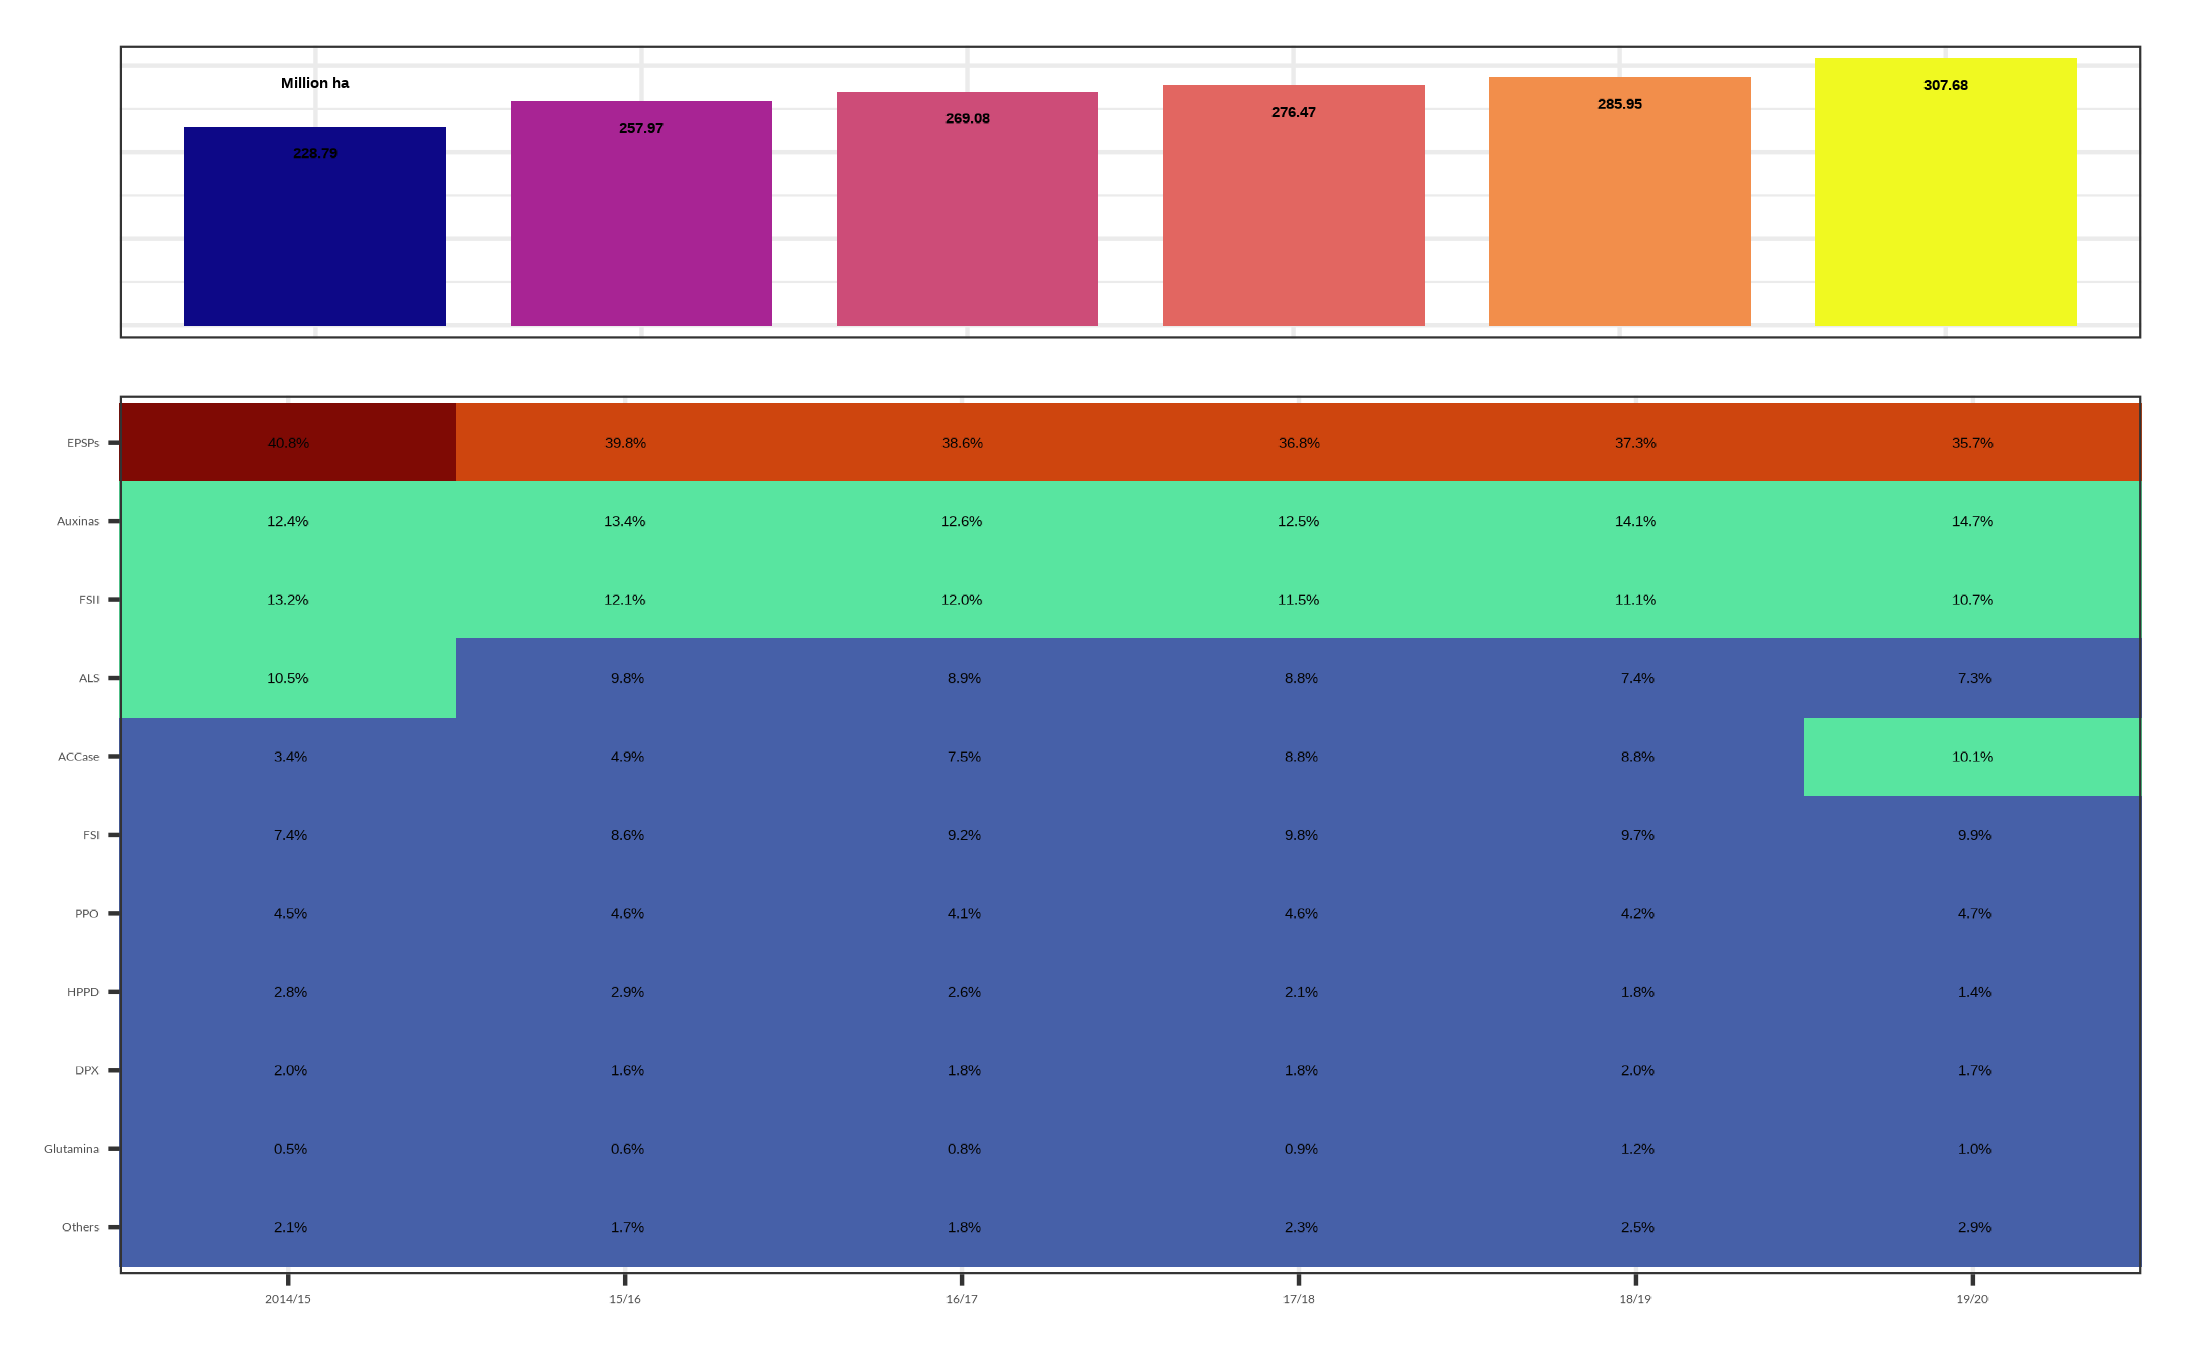 Million ha
228.79 257.97 269.08 276.47 285.95 307.68
EPSPs 40.8% 39.8% 38.6% 36.8% 37.3% 35.7%
Auxinas 12.4% 13.4% 12.6% 12.5% 14.1% 14.7%
FSII 13.2% 12.1% 12.0% 11.5% 11.1% 10.7%
ALS 10.5% 9.8% 8.9% 8.8% 7.4% 7.3%
ACCase 3.4% 4.9% 7.5% 8.8% 8.8% 10.1%
FSI 7.4% 8.6% 9.2% 9.8% 9.7% 9.9%
PPO 4.5% 4.6% 4.1% 4.6% 4.2% 4.7%
HPPD 2.8% 2.9% 2.6% 2.1% 1.8% 1.4%
DPX 2.0% 1.6% 1.8% 1.8% 2.0% 1.7%
Glutamina 0.5% 0.6% 0.8% 0.9% 1.2% 1.0%
Others 2.1% 1.7% 1.8% 2.3% 2.5% 2.9%
2014/15 15/16 16/17 17/18 18/19 19/20